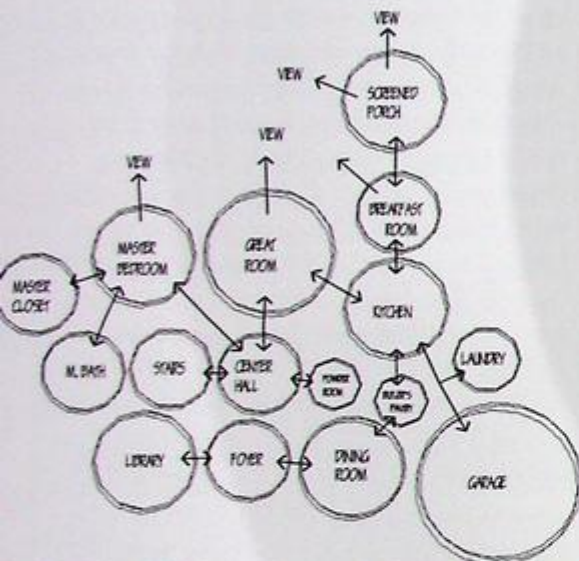 VIEW
VIEW
SCREENED
PORCH
VIEW
VIEW
BREAKFAST
ROOM
MASTER
BEDROOM
GREAT
ROOM
MASTER
CLOSET
KITCHEN
M. BATH
STAIRS
CENTER
HALL
POWDER
ROOM
LAUNDRY
BUTLER'S
PANTRY
LIBRARY
FOYER
DINING
ROOM
GARAGE